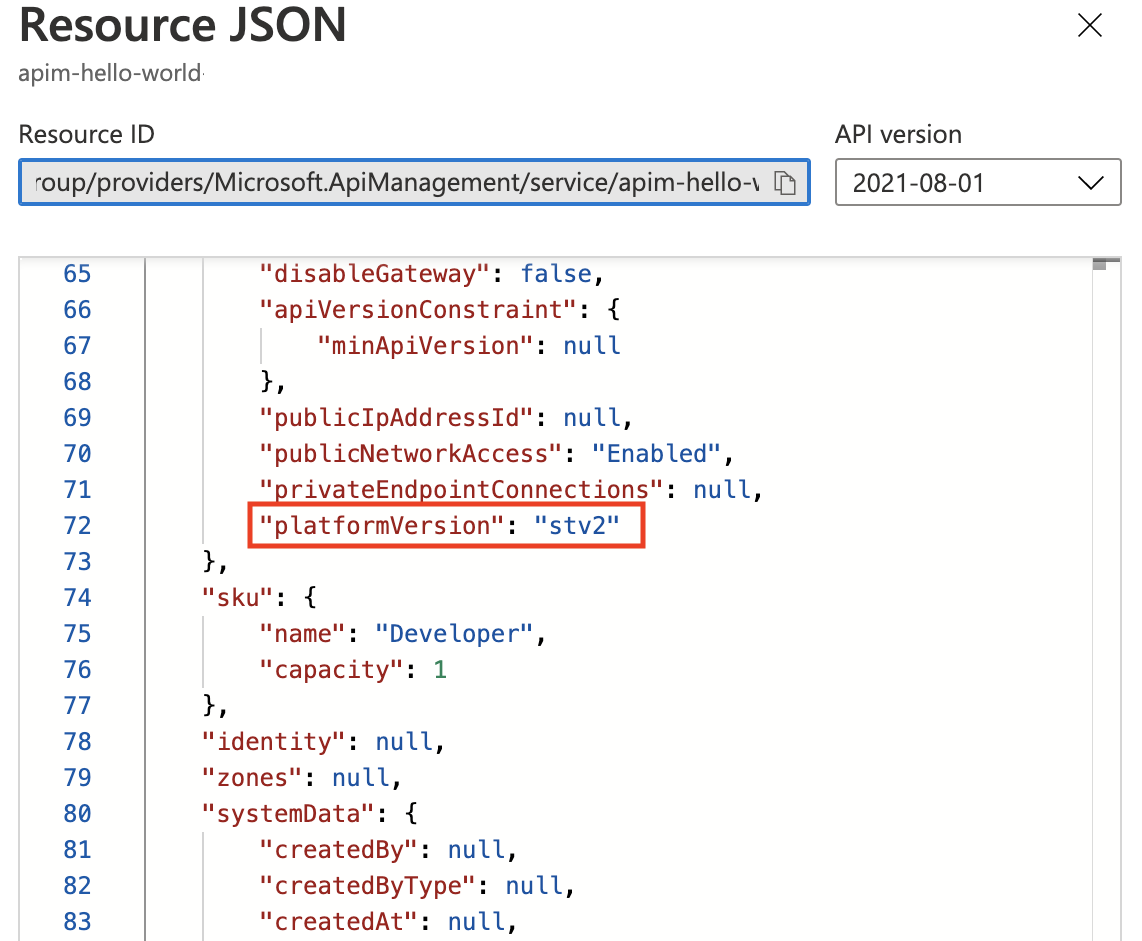 Resource JSON
apim-hello-world
Resource ID
API version
roup/providers/Microsoft.ApiManagement/service/apim-hello-
2021-08-01
65 "disableGateway": false,
66 "apiVersionConstraint": {
67 "minApiVersion": null
68 },
69 "publicIpAddressId": null,
70 "publicNetworkAccess": "Enabled",
71 "privateEndpointConnections": null,
72 "platformVersion": "stv2"
73 },
74 "sku": {
75 "name": "Developer",
76 "capacity": 1
77 },
78 "identity": null,
79 "zones": null,
80 "systemData": {
81 "createdBy": null,
82 "createdByType": null,
83 "createdAt": null,